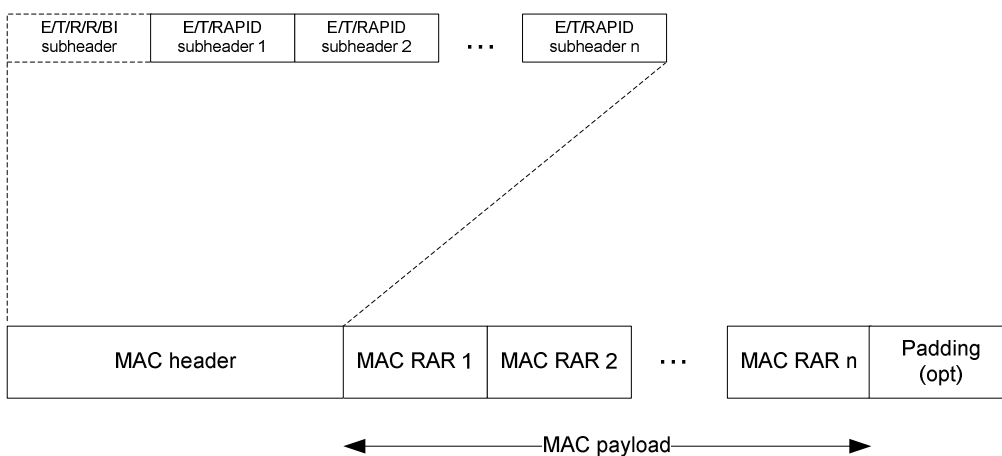 E/T/R/R/BI
subheader
E/T/RAPID
subheader 1
E/T/RAPID
subheader 2
...
E/T/RAPID
subheader n
MAC header
MAC RAR 1
MAC RAR 2
...
MAC RAR n
Padding
(opt)
MAC payload